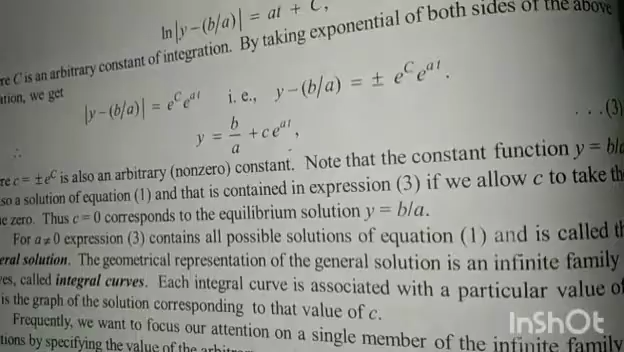 ln|y−(b/a)| = at + C,
re C is an arbitrary constant of integration. By taking exponential of both sides of the above
ation, we get
|y−(b/a)| = e^C e^{at} i. e., y−(b/a) = ± e^C e^{at}.
∴ y = b/a + ce^{at}, . . .(3)
re c = ±e^C is also an arbitrary (nonzero) constant. Note that the constant function y = b/a
so a solution of equation (1) and that is contained in expression (3) if we allow c to take th
e zero. Thus c = 0 corresponds to the equilibrium solution y = b/a.
For a ≠ 0 expression (3) contains all possible solutions of equation (1) and is called th
eral solution. The geometrical representation of the general solution is an infinite family
es, called integral curves. Each integral curve is associated with a particular value of
is the graph of the solution corresponding to that value of c.
Frequently, we want to focus our attention on a single member of the infinite family
tions by specifying the value of the
InShOt